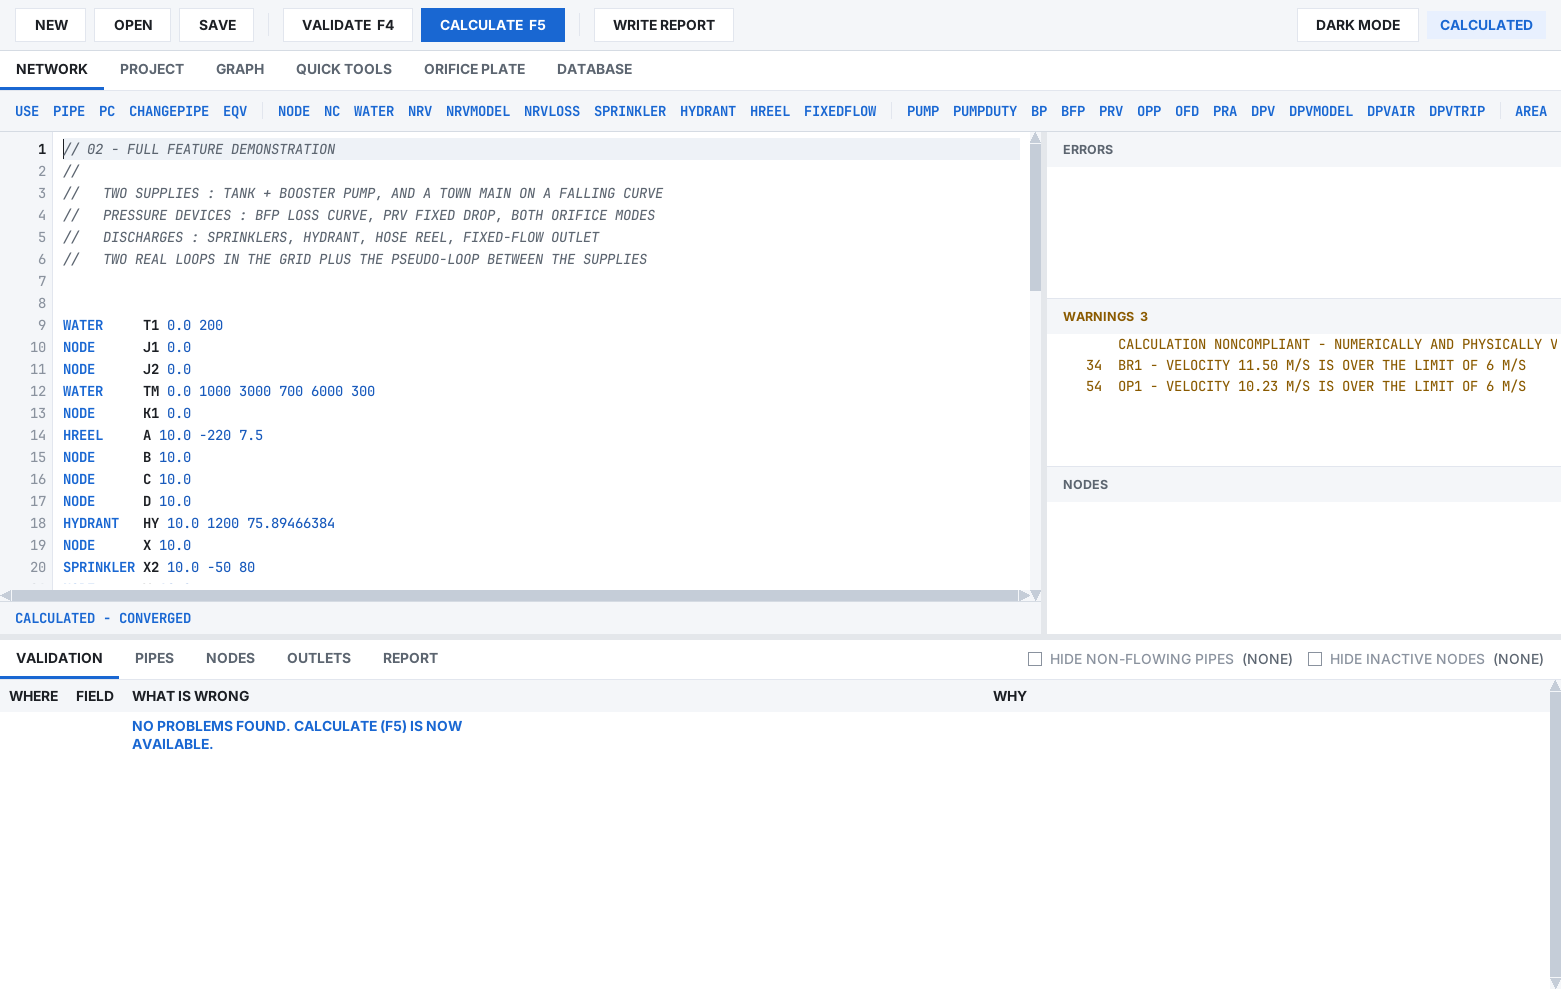 NEW OPEN SAVE VALIDATE F4 CALCULATE F5 WRITE REPORT DARK MODE CALCULATED
NETWORK PROJECT GRAPH QUICK TOOLS ORIFICE PLATE DATABASE
USE PIPE PC CHANGEPIPE EQV NODE NC WATER NRV NRVMODEL NRVLOSS SPRINKLER HYDRANT HREEL FIXEDFLOW PUMP PUMPDUTY BP BFP PRV OPP OFD PRA DPV DPVMODEL DPVAIR DPVTRIP AREA
1 // 02 - FULL FEATURE DEMONSTRATION
2 //
3 // TWO SUPPLIES : TANK + BOOSTER PUMP, AND A TOWN MAIN ON A FALLING CURVE
4 // PRESSURE DEVICES : BFP LOSS CURVE, PRV FIXED DROP, BOTH ORIFICE MODES
5 // DISCHARGES : SPRINKLERS, HYDRANT, HOSE REEL, FIXED-FLOW OUTLET
6 // TWO REAL LOOPS IN THE GRID PLUS THE PSEUDO-LOOP BETWEEN THE SUPPLIES
7
8
9 WATER T1 0.0 200
10 NODE J1 0.0
11 NODE J2 0.0
12 WATER TM 0.0 1000 3000 700 6000 300
13 NODE K1 0.0
14 HREEL A 10.0 -220 7.5
15 NODE B 10.0
16 NODE C 10.0
17 NODE D 10.0
18 HYDRANT HY 10.0 1200 75.89466384
19 NODE X 10.0
20 SPRINKLER X2 10.0 -50 80
CALCULATED - CONVERGED
ERRORS
WARNINGS 3
CALCULATION NONCOMPLIANT - NUMERICALLY AND PHYSICALLY V
34 BR1 - VELOCITY 11.50 M/S IS OVER THE LIMIT OF 6 M/S
54 OP1 - VELOCITY 10.23 M/S IS OVER THE LIMIT OF 6 M/S
NODES
VALIDATION PIPES NODES OUTLETS REPORT HIDE NON-FLOWING PIPES (NONE) HIDE INACTIVE NODES (NONE)
WHERE FIELD WHAT IS WRONG WHY
NO PROBLEMS FOUND. CALCULATE (F5) IS NOW
AVAILABLE.